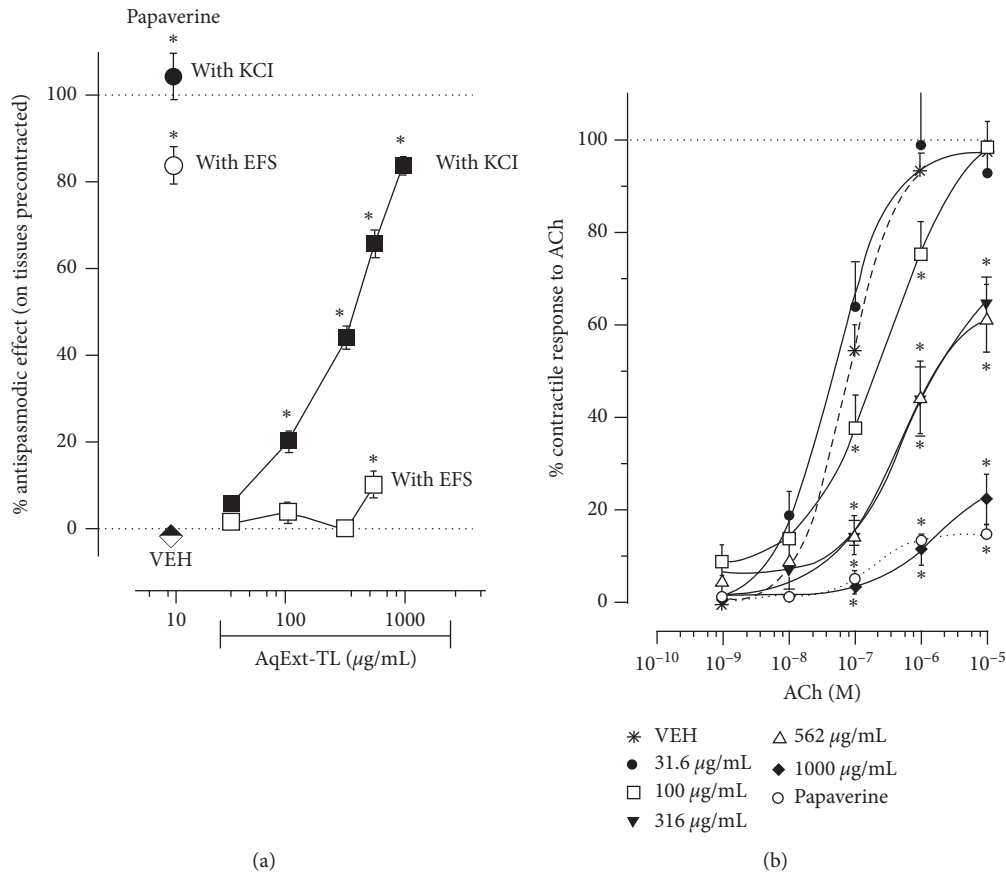 Papaverine
*
With KCI
100
*
With EFS
*
With KCI
80
*
60
*
40
*
20
*
With EFS
0
VEH
10
100
1000
AqExt-TL (μg/mL)
% antispasmodic effect (on tissues precontracted)
(a)
100
*
*
80
60
*
*
*
40
*
*
*
20
*
*
*
*
*
*
0
% contractile response to ACh
10⁻¹⁰
10⁻⁹
10⁻⁸
10⁻⁷
10⁻⁶
10⁻⁵
ACh (M)
VEH
31.6 μg/mL
100 μg/mL
316 μg/mL
562 μg/mL
1000 μg/mL
Papaverine
(b)